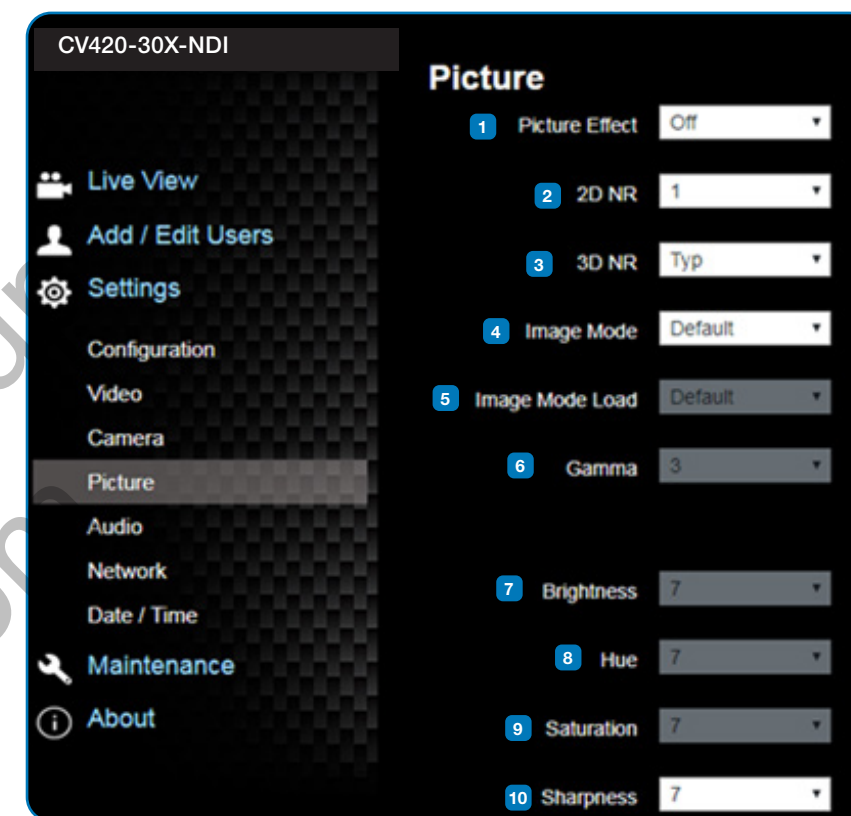 CV420-30X-NDI
Live View
Add / Edit Users
Settings
Configuration
Video
Camera
Picture
Audio
Network
Date / Time
Maintenance
About
Picture
1 Picture Effect Off
2 2D NR 1
3 3D NR Typ
4 Image Mode Default
5 Image Mode Load Default
6 Gamma 3
7 Brightness 7
8 Hue 7
9 Saturation 7
10 Sharpness 7